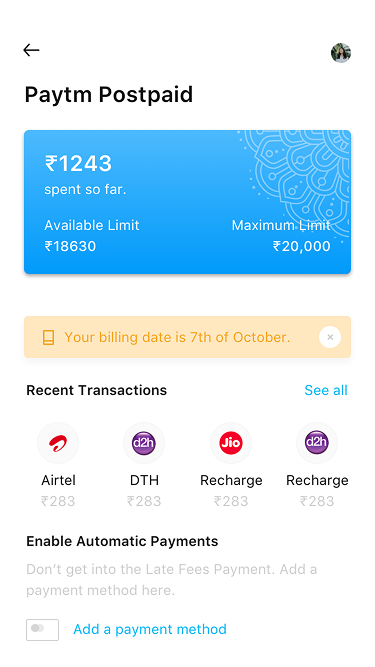 Paytm Postpaid
₹1243
spent so far.
Available Limit Maximum Limit
₹18630 ₹20,000
Your billing date is 7th of October.
Recent Transactions See all
d2h Jio d2h
Airtel DTH Recharge Recharge
₹283 ₹283 ₹283 ₹283
Enable Automatic Payments
Don't get into the Late Fees Payment. Add a
payment method here.
Add a payment method